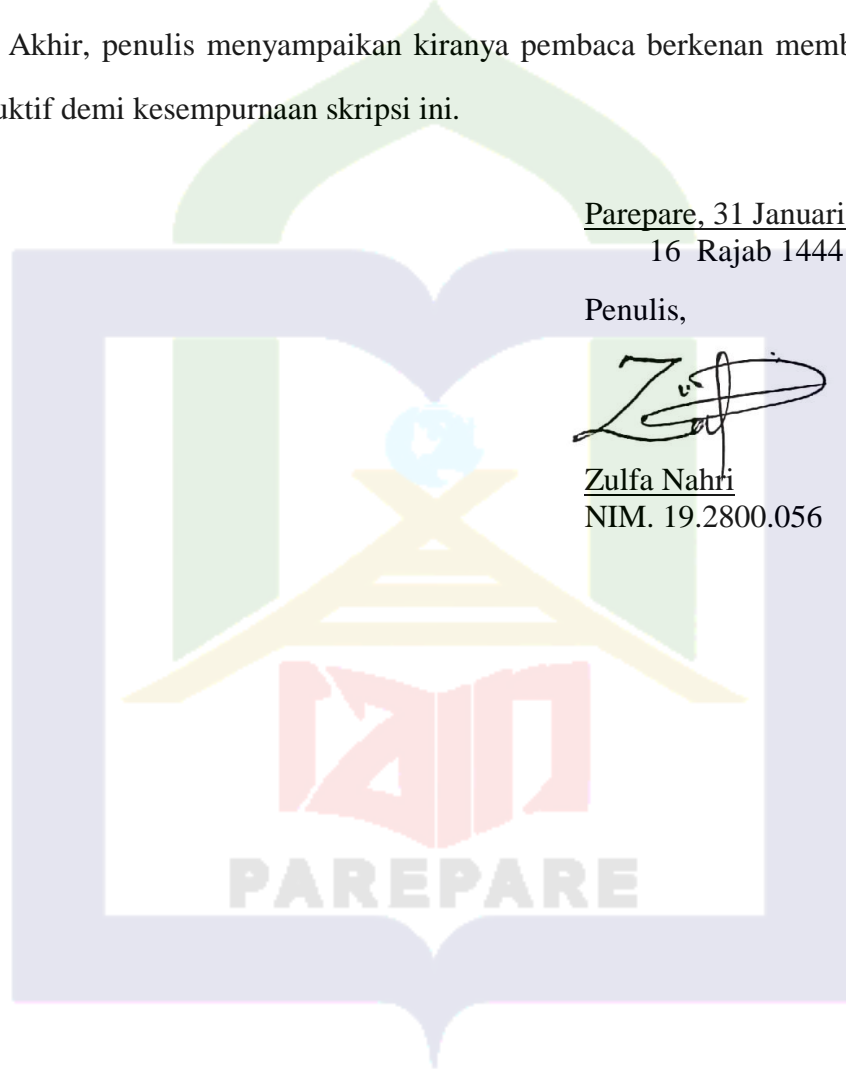 Akhir, penulis menyampaikan kiranya pembaca berkenan memb
uktif demi kesempurnaan skripsi ini.
Parepare, 31 Januari
16 Rajab 1444
Penulis,
Zulfa Nahri
NIM. 19.2800.056
iain
PAREPARE